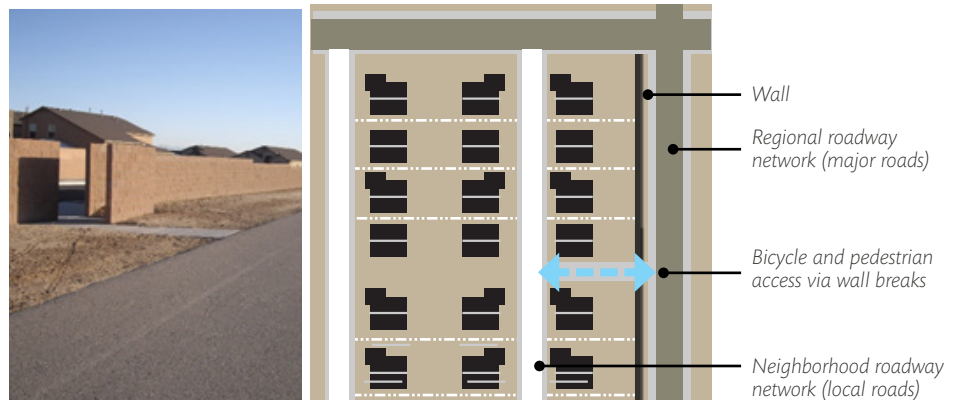 Wall
Regional roadway
network (major roads)
Bicycle and pedestrian
access via wall breaks
Neighborhood roadway
network (local roads)